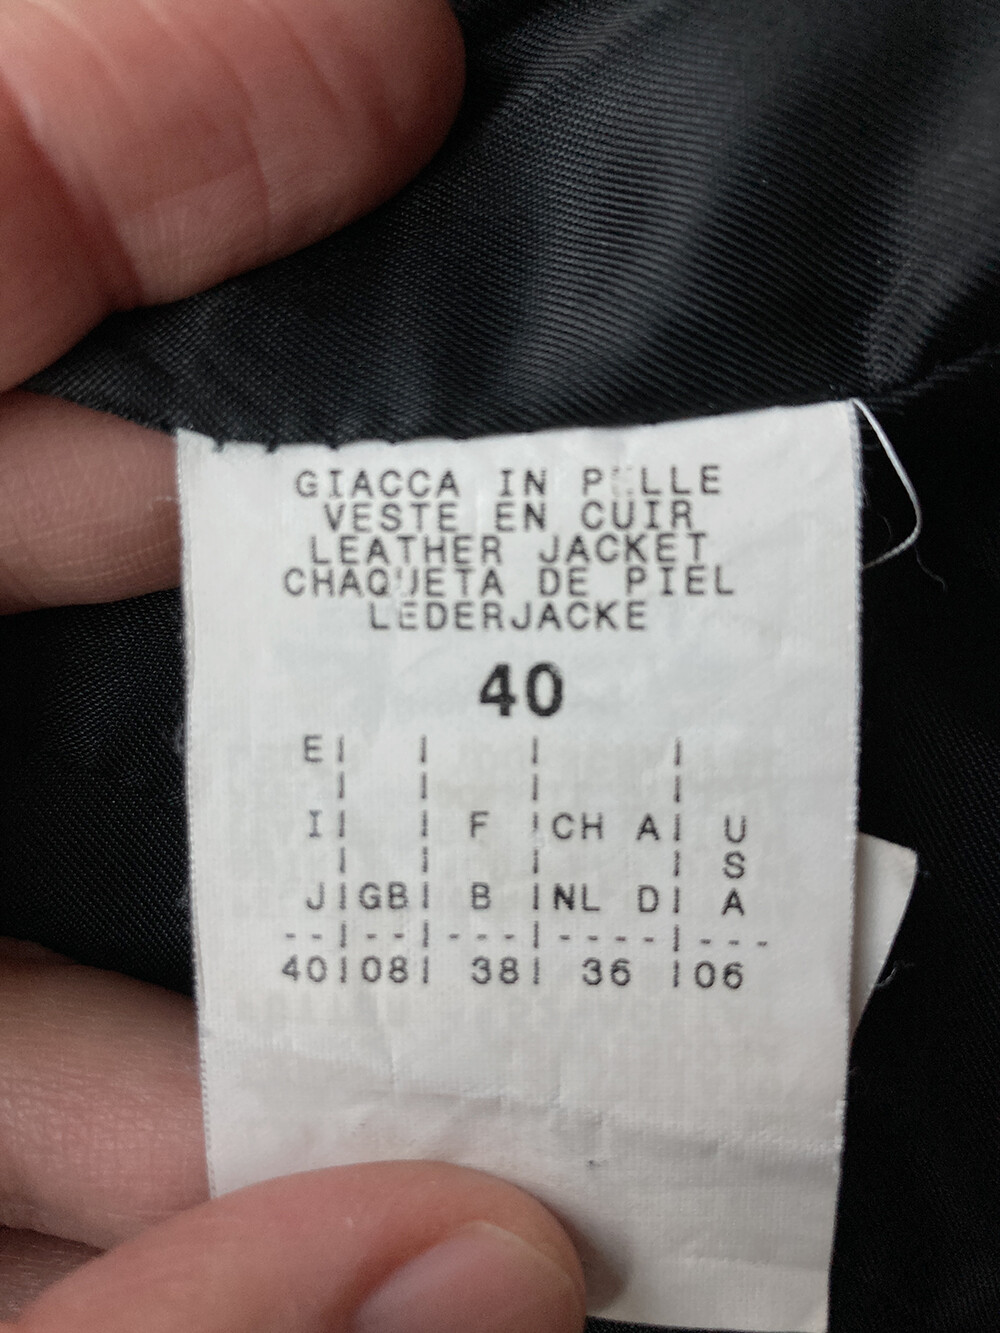 GIACCA IN PELLE
VESTE EN CUIR
LEATHER JACKET
CHAQUETA DE PIEL
LEDERJACKE
40
E| | | |
| | | |
I| | F |CH A| U
| | | | S
J|GB| B |NL D| A
--|--|---|----|---
40|08| 38| 36 |06